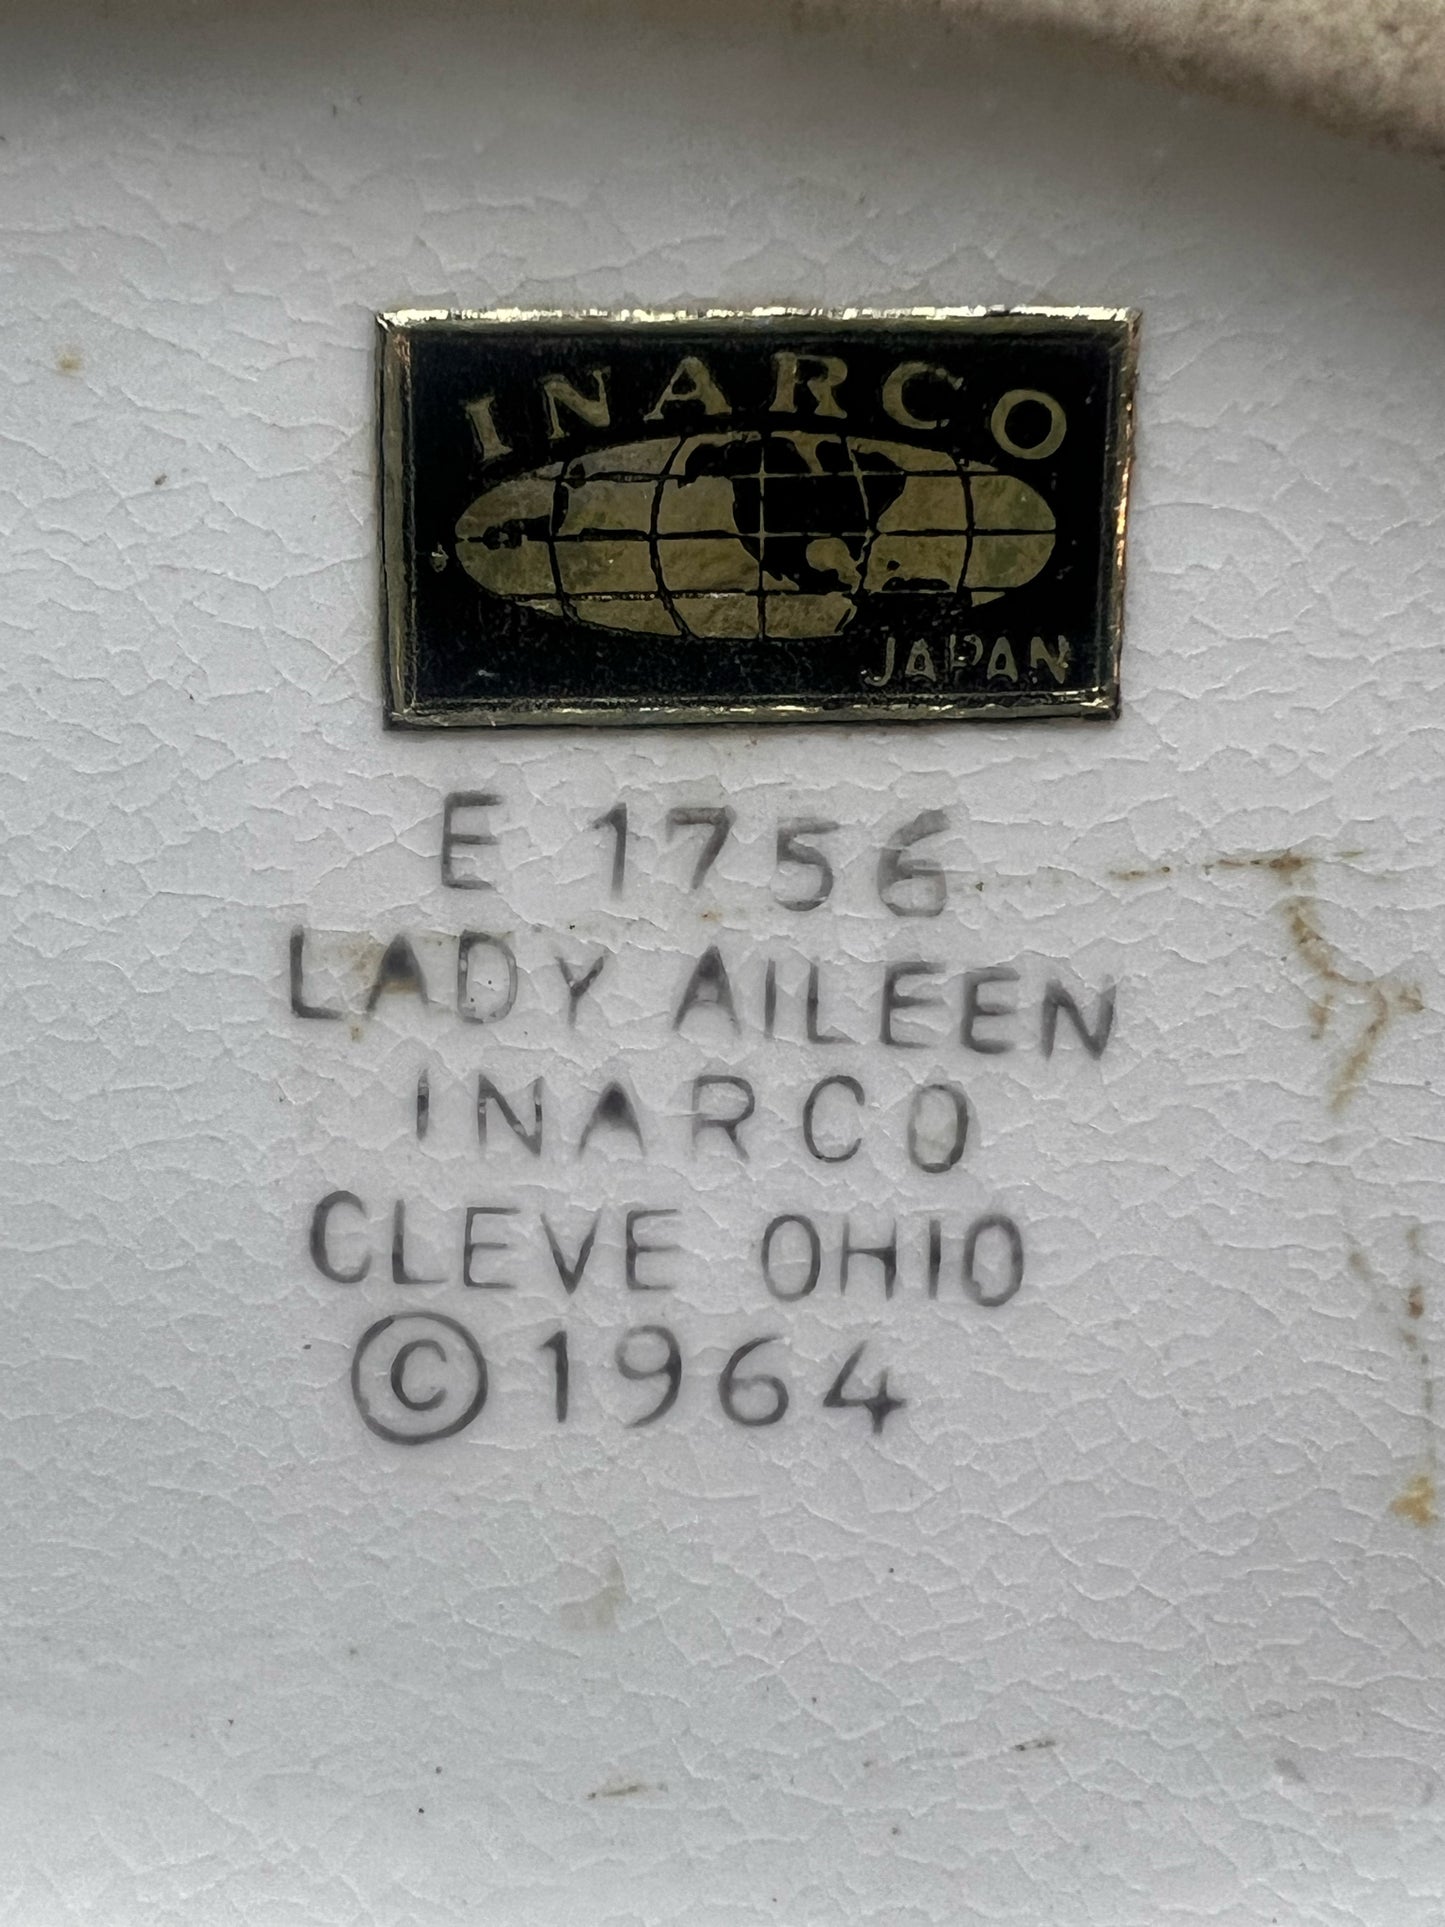 INARCO
JAPAN
E 1756
LADY AILEEN
INARCO
CLEVE OHIO
© 1964